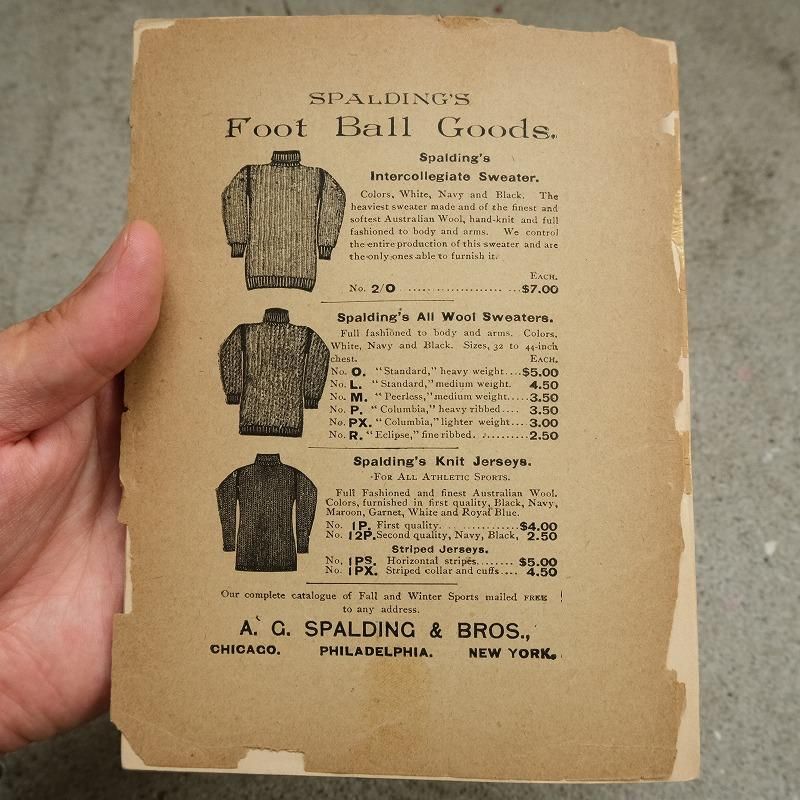 SPALDING'S
Foot Ball Goods.
Spalding's
Intercollegiate Sweater.
Colors, White, Navy and Black. The
heaviest sweater made and of the finest and
softest Australian Wool, hand-knit and full
fashioned to body and arms. We control
the entire production of this sweater and are
the only ones able to furnish it.
EACH.
No. 2/0 .................... ...$7.00
Spalding's All Wool Sweaters.
Full fashioned to body and arms. Colors,
White, Navy and Black. Sizes, 32 to 44-inch
chest. EACH.
No. O. "Standard," heavy weight....$5.00
No. L. "Standard," medium weight. 4.50
No. M. "Peerless," medium weight.....3.50
No. P. "Columbia," heavy ribbed.... 3.50
No. PX. "Columbia," lighter weight... 3.00
No. R. "Eclipse," fine ribbed. ..........2.50
Spalding's Knit Jerseys.
FOR ALL ATHLETIC SPORTS.
Full Fashioned and finest Australian Wool.
Colors, furnished in first quality, Black, Navy,
Maroon, Garnet, White and Royal Blue.
No. 1P. First quality. . ............$4.00
No. 12P. Second quality, Navy, Black, 2.50
Striped Jerseys.
No. 1PS. Horizontal stripes........ $5.00
No. 1PX. Striped collar and cuffs.... 4.50
Our complete catalogue of Fall and Winter Sports mailed FREE
to any address.
A. G. SPALDING & BROS.,
CHICAGO. PHILADELPHIA. NEW YORK.